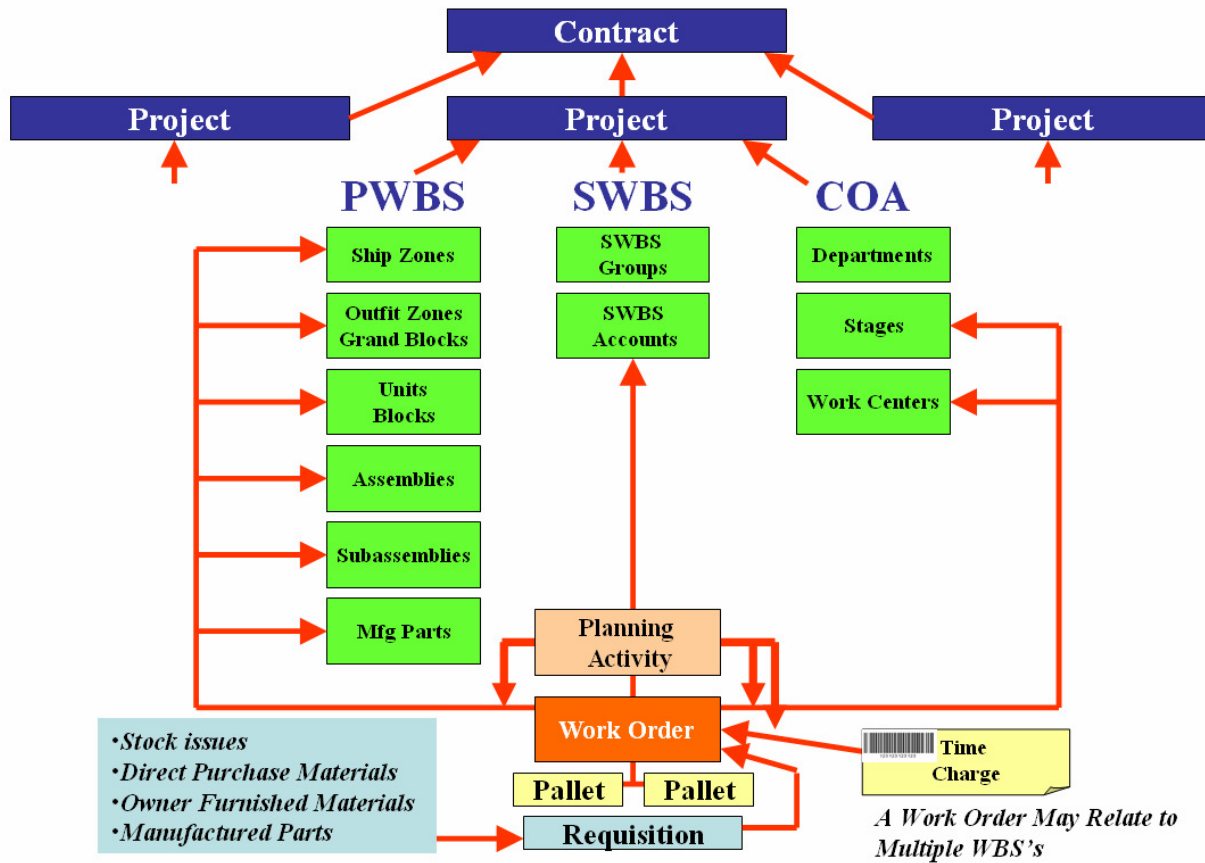 Contract
Project
Project
Project
PWBS
SWBS
COA
Ship Zones
SWBS
Groups
Departments
Outfit Zones
Grand Blocks
SWBS
Accounts
Stages
Units
Blocks
Work Centers
Assemblies
Subassemblies
Mfg Parts
Planning
Activity
Work Order
•Stock issues
•Direct Purchase Materials
•Owner Furnished Materials
•Manufactured Parts
Time
Charge
Pallet
Pallet
Requisition
A Work Order May Relate to
Multiple WBS's